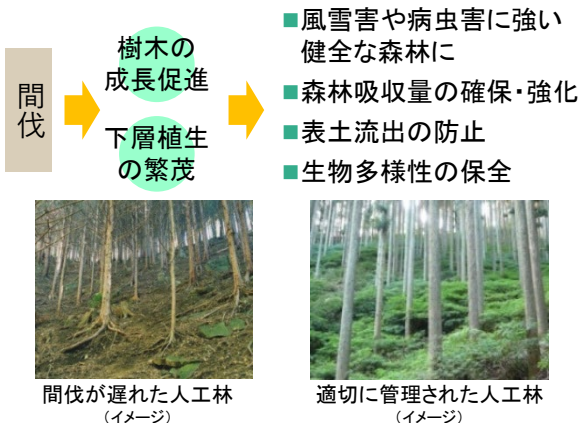 間伐
樹木の
成長促進
下層植生
の繁茂
■風雪害や病虫害に強い
健全な森林に
■森林吸収量の確保・強化
■表土流出の防止
■生物多様性の保全
間伐が遅れた人工林
（イメージ）
適切に管理された人工林
（イメージ）